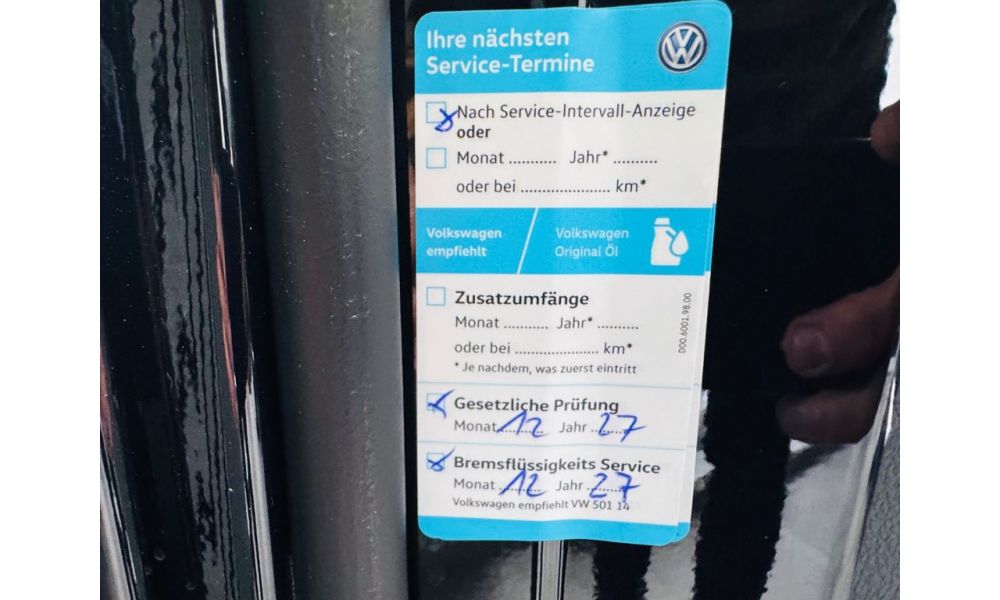 Ihre nächsten
Service-Termine
Nach Service-Intervall-Anzeige
oder
Monat ........... Jahr* ..........
oder bei ..................... km*
Volkswagen
empfiehlt
Volkswagen
Original Öl
Zusatzumfänge
Monat ........... Jahr* ..........
oder bei .................... km*
* Je nachdem, was zuerst eintritt
D00.6001.98.00
Gesetzliche Prüfung
Monat 12 Jahr 27
Bremsflüssigkeits Service
Monat 12 Jahr 27
Volkswagen empfiehlt VW 501 14